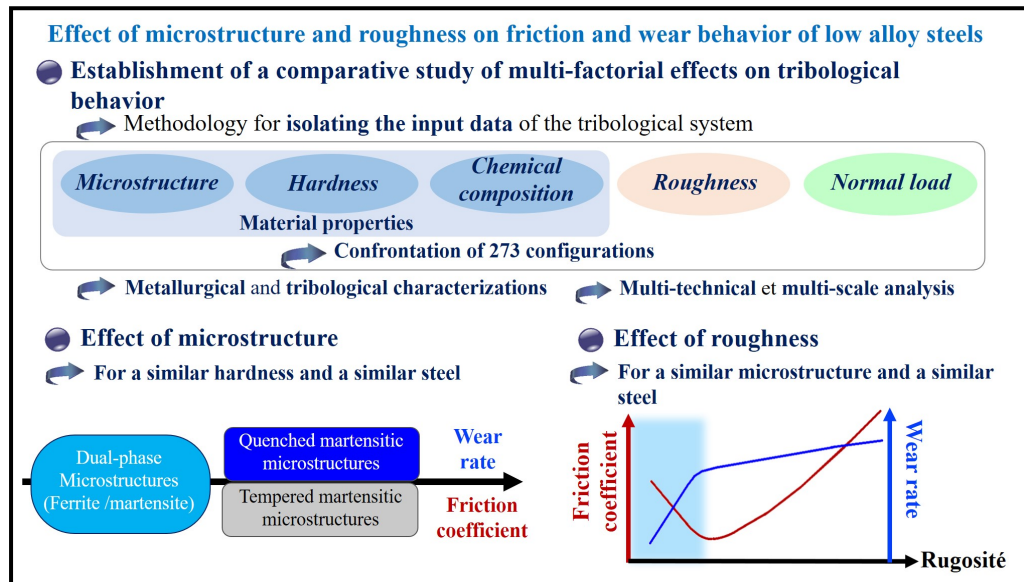 Effect of microstructure and roughness on friction and wear behavior of low alloy steels
Establishment of a comparative study of multi-factorial effects on tribological
behavior
Methodology for isolating the input data of the tribological system
Microstructure
Hardness
Chemical
composition
Roughness
Normal load
Material properties
Confrontation of 273 configurations
Metallurgical and tribological characterizations
Multi-technical et multi-scale analysis
Effect of microstructure
For a similar hardness and a similar steel
Dual-phase
Microstructures
(Ferrite /martensite)
Quenched martensitic
microstructures
Tempered martensitic
microstructures
Wear
rate
Friction
coefficient
Effect of roughness
For a similar microstructure and a similar
steel
Friction
coefficient
Wear rate
Rugosité